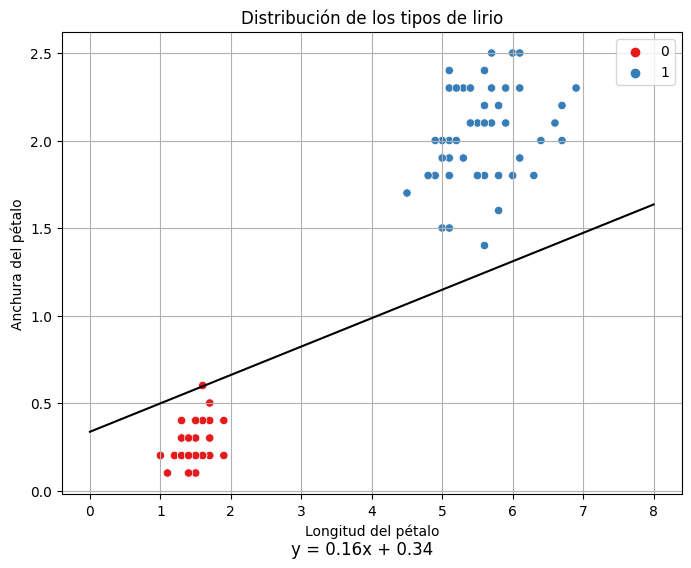 Distribución de los tipos de lirio
0
1
Anchura del pétalo
2.5
2.0
1.5
1.0
0.5
0.0
0 1 2 3 4 5 6 7 8
Longitud del pétalo
y = 0.16x + 0.34